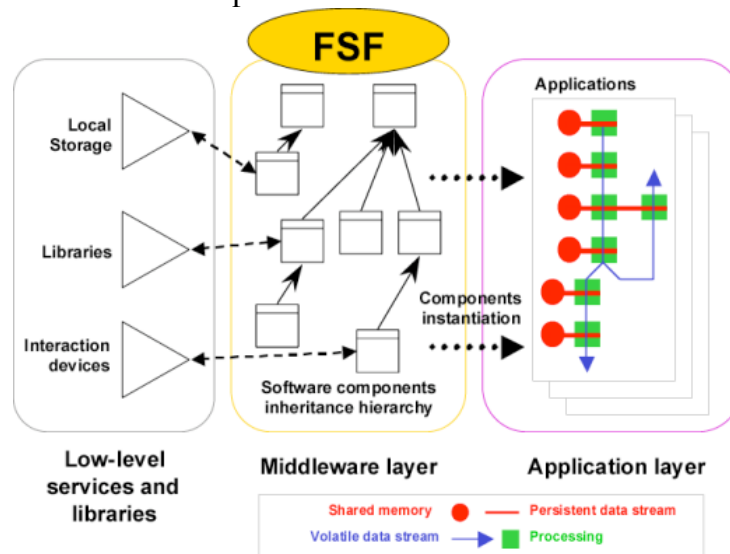 FSF
Local
Storage
Libraries
Interaction
devices
Software components
inheritance hierarchy
Components
instantiation
Applications
Low-level
services and
libraries
Middleware layer
Application layer
Shared memory
Persistent data stream
Volatile data stream
Processing